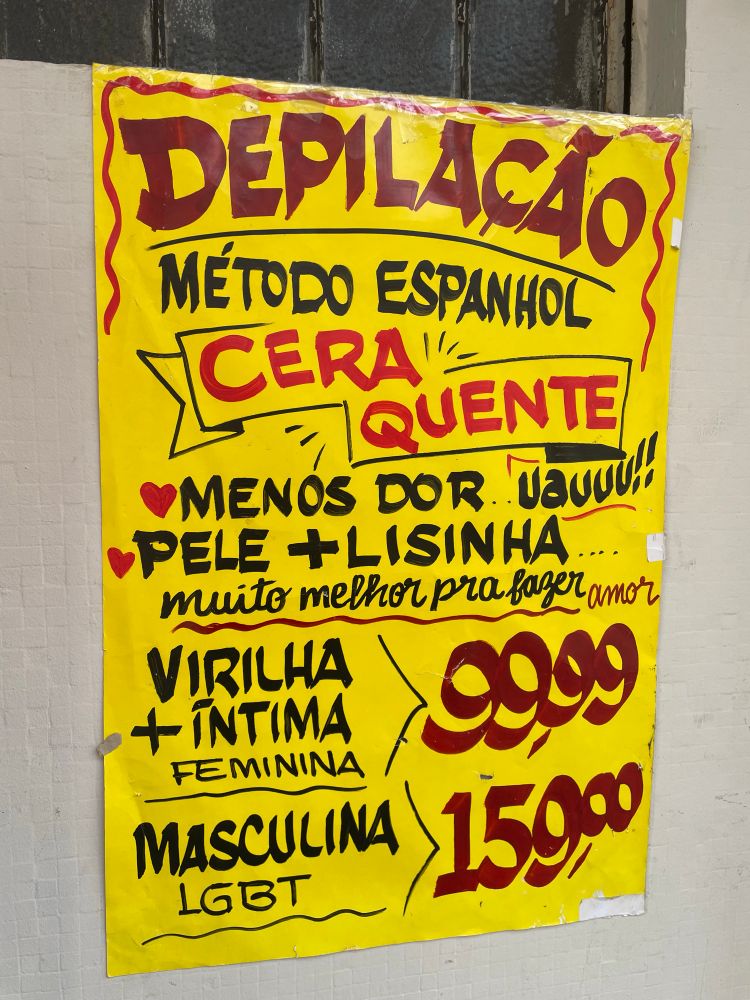 DEPILAÇÃO
MÉTODO ESPANHOL
CERA
QUENTE
MENOS DOR.. uauuu!!
PELE + LISINHA....
muito melhor pra fazer amor
VIRILHA
+ ÍNTIMA
FEMININA
99,99
MASCULINA
LGBT
159,00